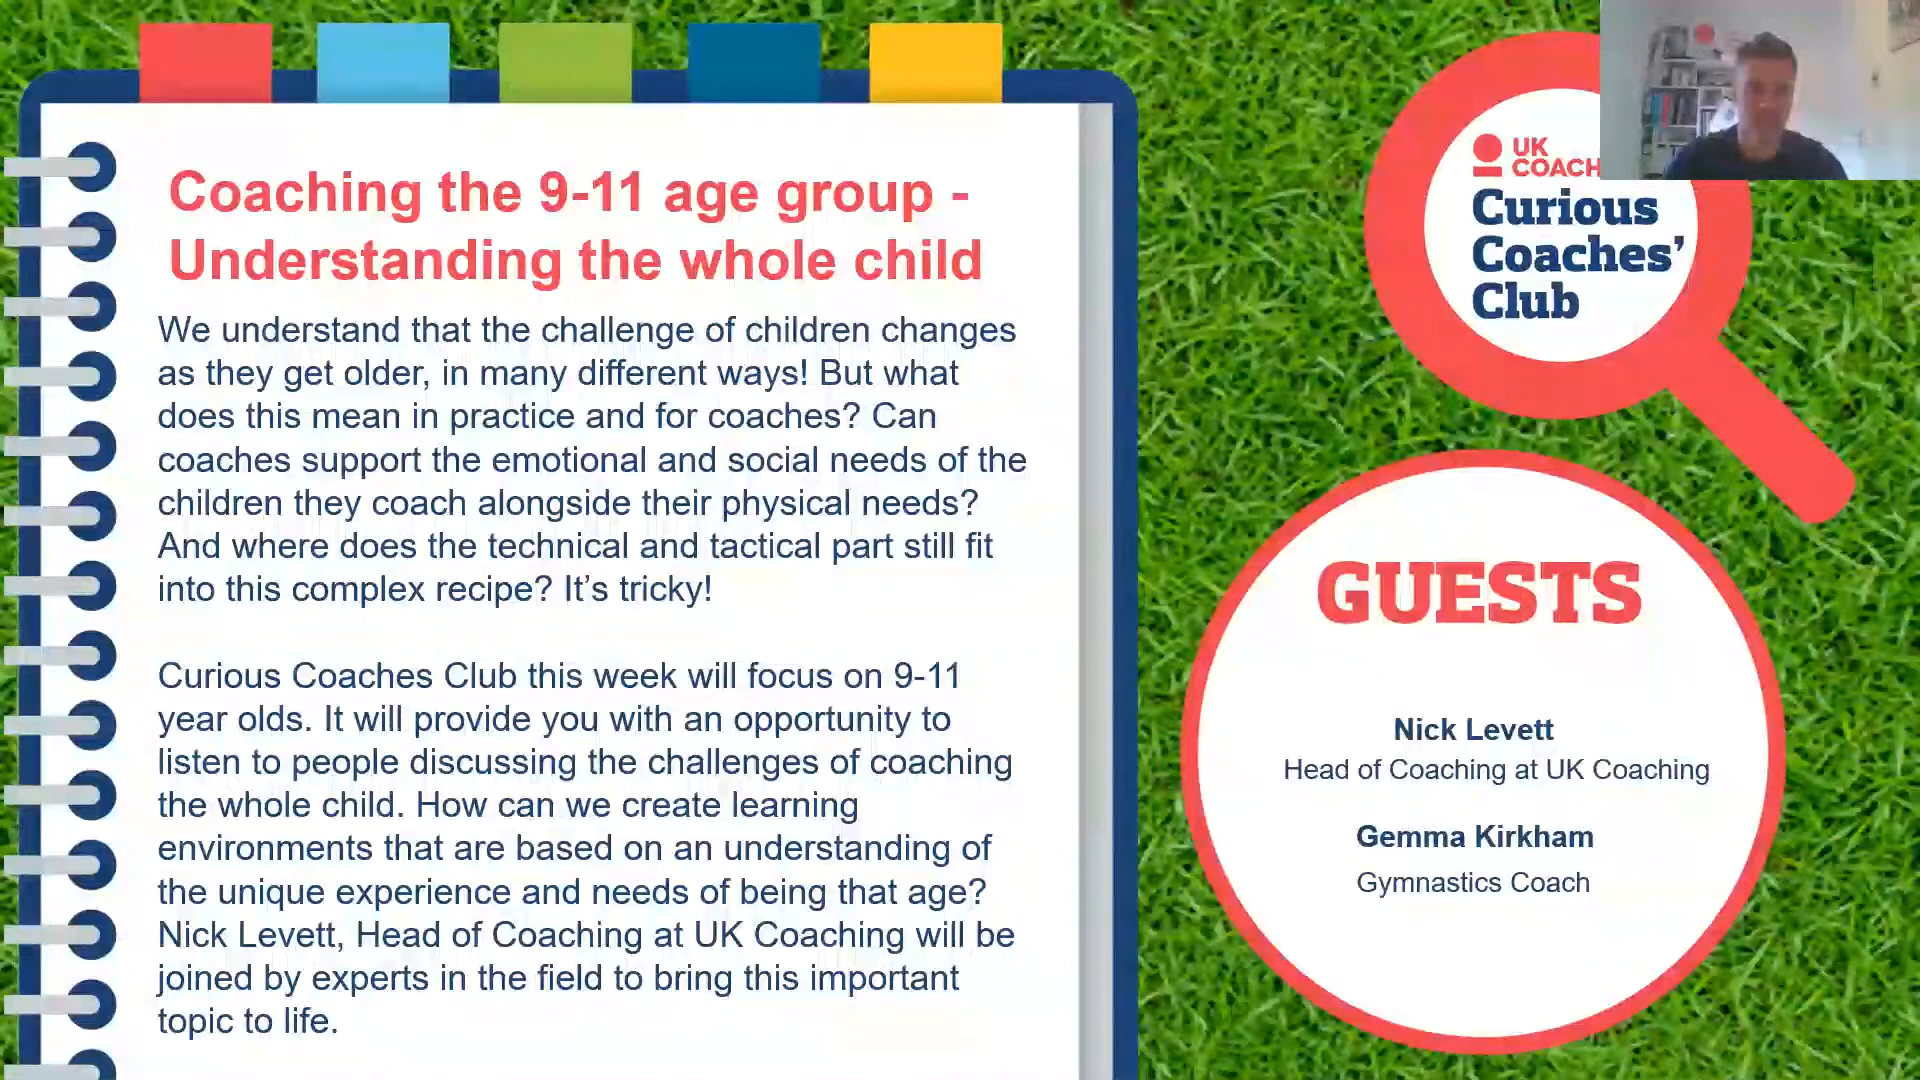 Coaching the 9-11 age group -
Understanding the whole child
We understand that the challenge of children changes
as they get older, in many different ways! But what
does this mean in practice and for coaches? Can
coaches support the emotional and social needs of the
children they coach alongside their physical needs?
And where does the technical and tactical part still fit
into this complex recipe? It’s tricky!
Curious Coaches Club this week will focus on 9-11
year olds. It will provide you with an opportunity to
listen to people discussing the challenges of coaching
the whole child. How can we create learning
environments that are based on an understanding of
the unique experience and needs of being that age?
Nick Levett, Head of Coaching at UK Coaching will be
joined by experts in the field to bring this important
topic to life.
UK
COACH
Curious
Coaches’
Club
GUESTS
Nick Levett
Head of Coaching at UK Coaching
Gemma Kirkham
Gymnastics Coach